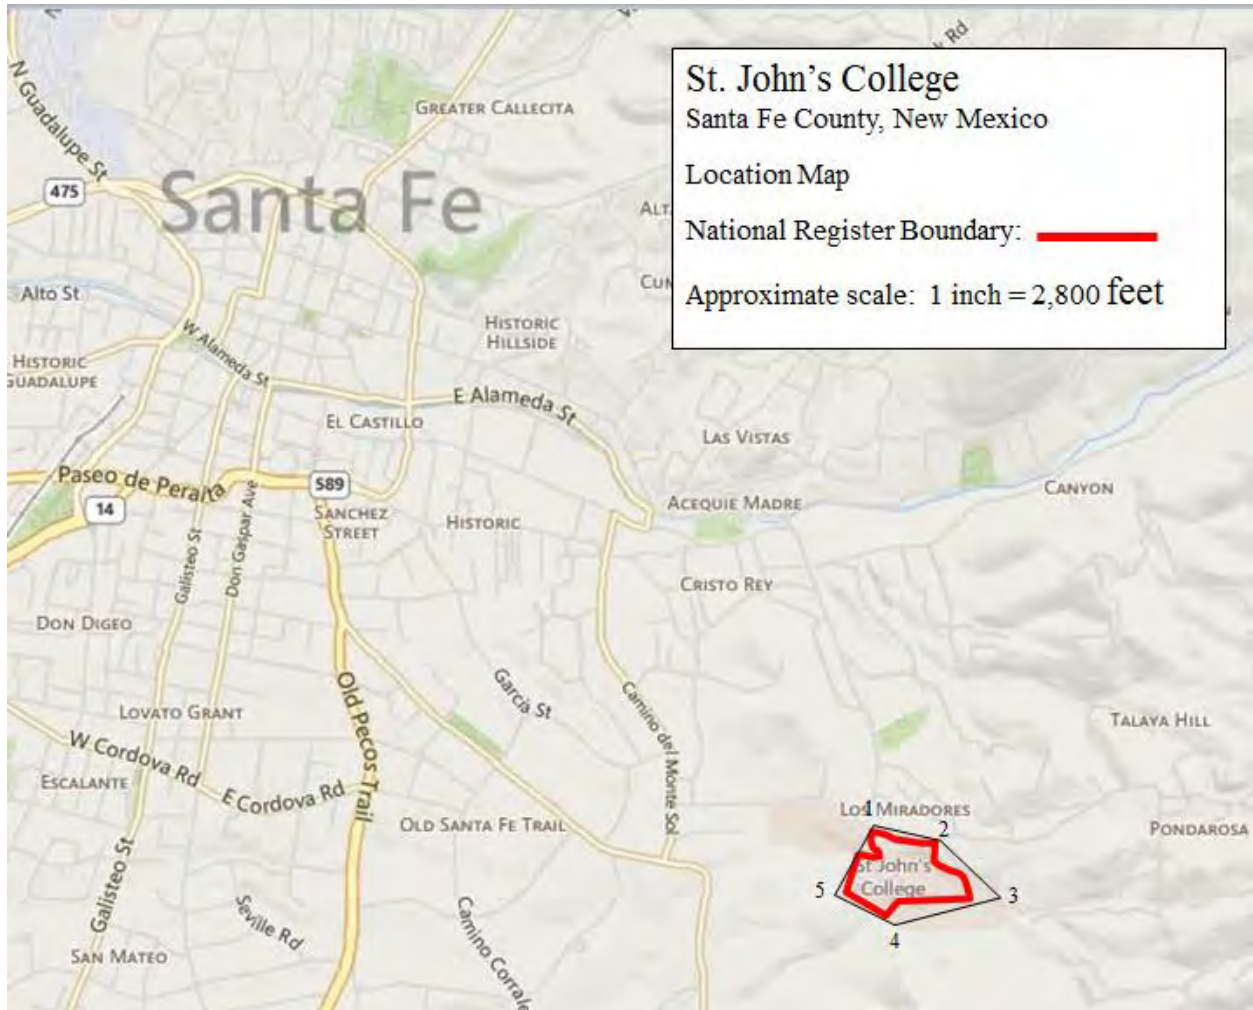 St. John’s College
Santa Fe County, New Mexico
Location Map
National Register Boundary:
Approximate scale: 1 inch = 2,800 feet
Rd
N Guadalupe St
GREATER CALLECITA
475
Santa Fe
Alto St
HISTORIC
HILLSIDE
W Alameda St
HISTORIC
GUADALUPE
E Alameda St
EL CASTILLO
LAS VISTAS
Paseo de Peralta
589
14
SANCHEZ
STREET
HISTORIC
ACEQUIE MADRE
CANYON
Galisteo St
Don Gaspar Ave
CRISTO REY
DON DIGEO
Old Pecos Trail
Garcia St
Camino del Monte Sol
LOVATO GRANT
TALAYA HILL
W Cordova Rd
ESCALANTE
E Cordova Rd
OLD SANTA FE TRAIL
LOS MIRADORES
PONDAROSA
1
2
St John's
College
3
4
5
Galisteo St
Seville Rd
Camino Corrale
SAN MATEO